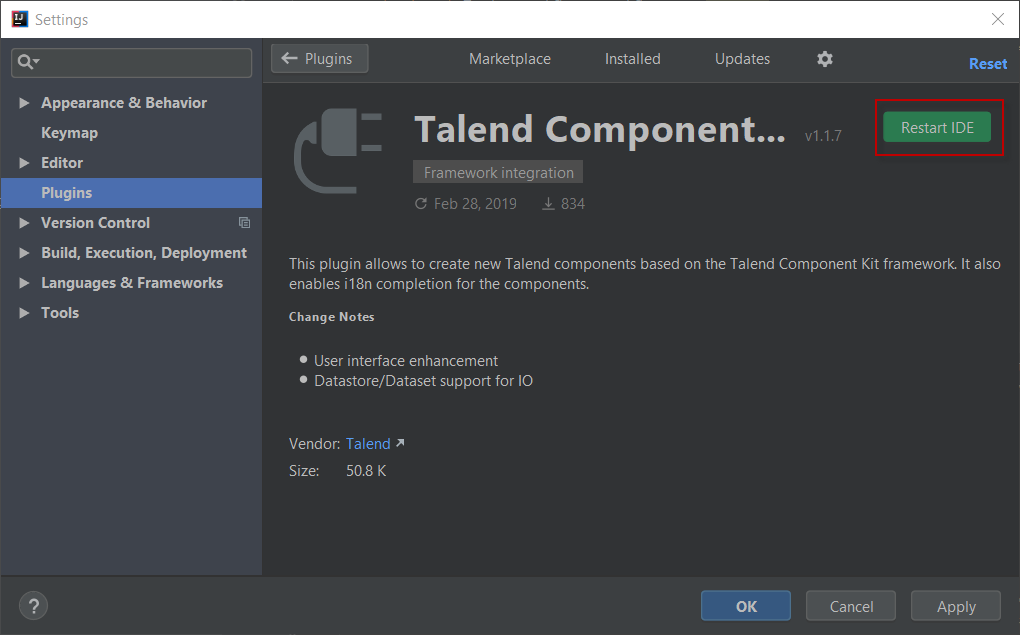 Settings
Plugins
Marketplace
Installed
Updates
Reset
Appearance & Behavior
Keymap
Editor
Plugins
Version Control
Build, Execution, Deployment
Languages & Frameworks
Tools
Talend Component...
v1.1.7
Restart IDE
Framework integration
Feb 28, 2019
834
This plugin allows to create new Talend components based on the Talend Component Kit framework. It also
enables i18n completion for the components.
Change Notes
User interface enhancement
Datastore/Dataset support for IO
Vendor: Talend
Size: 50.8 K
?
OK
Cancel
Apply